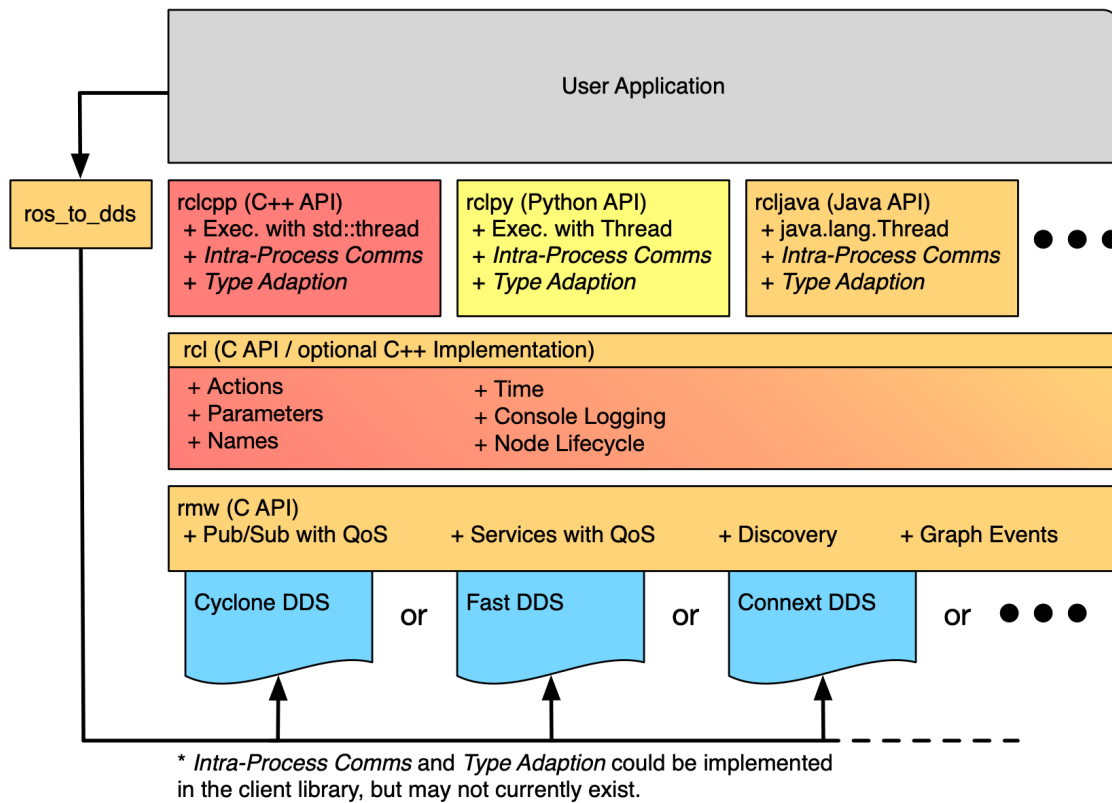 User Application
ros_to_dds
rclcpp (C++ API)
+ Exec. with std::thread
+ Intra-Process Comms
+ Type Adaption
rclpy (Python API)
+ Exec. with Thread
+ Intra-Process Comms
+ Type Adaption
rcljava (Java API)
+ java.lang.Thread
+ Intra-Process Comms
+ Type Adaption
rcl (C API / optional C++ Implementation)
+ Actions
+ Parameters
+ Names
+ Time
+ Console Logging
+ Node Lifecycle
rmw (C API)
+ Pub/Sub with QoS + Services with QoS + Discovery + Graph Events
Cyclone DDS or Fast DDS or Connext DDS or
* Intra-Process Comms and Type Adaption could be implemented
in the client library, but may not currently exist.